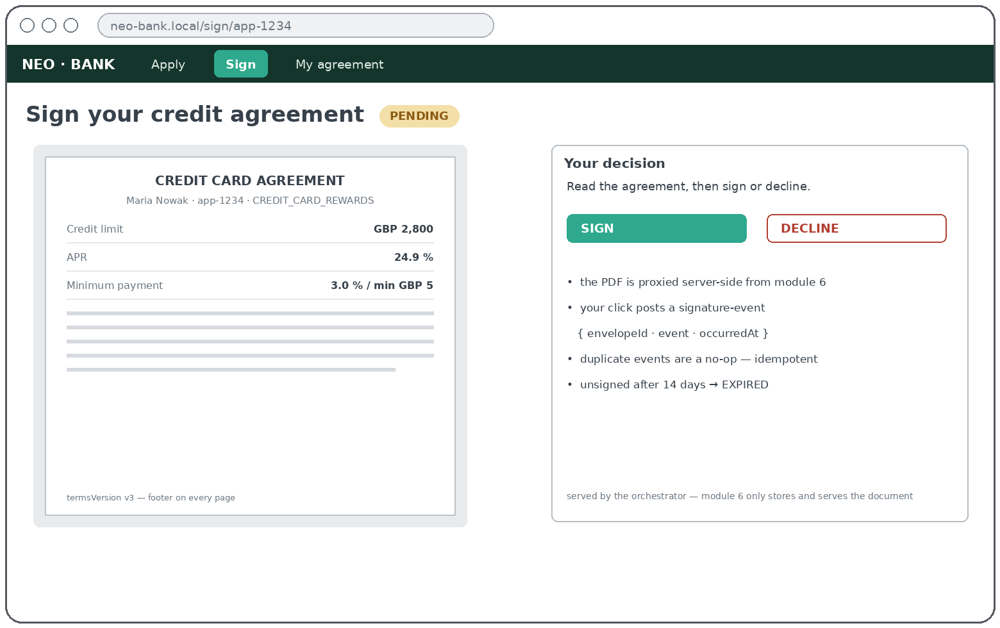 neo-bank.local/sign/app-1234
NEO · BANK Apply Sign My agreement
Sign your credit agreement PENDING
CREDIT CARD AGREEMENT
Maria Nowak · app-1234 · CREDIT_CARD_REWARDS
Credit limit GBP 2,800
APR 24.9 %
Minimum payment 3.0 % / min GBP 5
termsVersion v3 — footer on every page
Your decision
Read the agreement, then sign or decline.
SIGN DECLINE
• the PDF is proxied server-side from module 6
• your click posts a signature-event
{ envelopeId · event · occurredAt }
• duplicate events are a no-op — idempotent
• unsigned after 14 days → EXPIRED
served by the orchestrator — module 6 only stores and serves the document